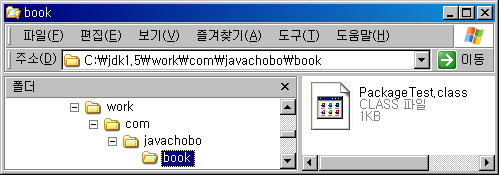 book
파일(F) 편집(E) 보기(V) 즐겨찾기(A) 도구(T) 도움말(H)
주소(D) C:₩jdk1.5₩work₩com₩javachobo₩book 이동
폴더
work
com
javachobo
book
PackageTest.class
CLASS 파일
1KB